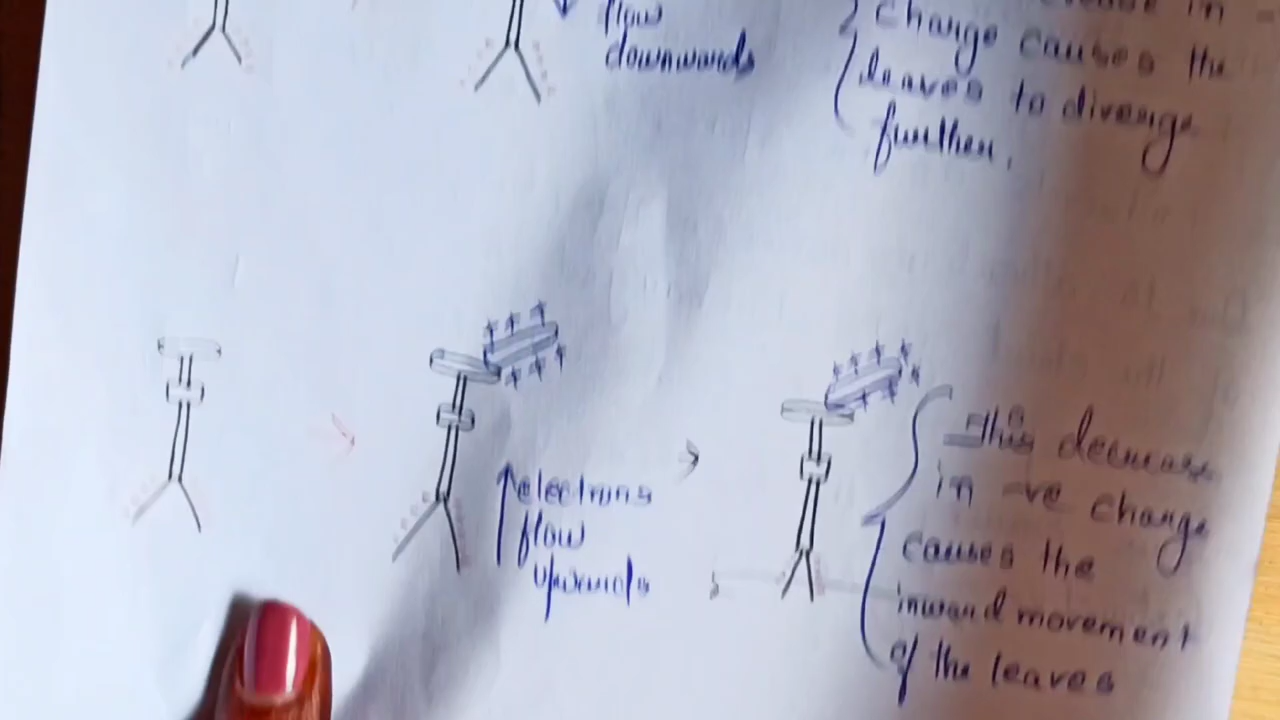 flow
downwards
in -
charge causes the
leaves to diverge
further.
electrons
flow
upwards
This decrease
in -ve charge
causes the
inward movement
of the leaves